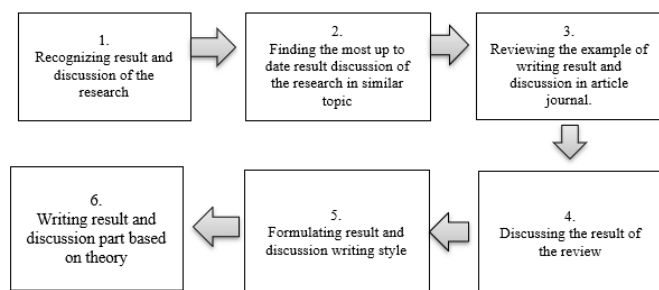 1.
Recognizing result and
discussion of the
research
2.
Finding the most up to
date result discussion of
the research in similar
topic
3.
Reviewing the example of
writing result and
discussion in article
journal.
4.
Discussing the result of
the review
5.
Formulating result and
discussion writing style
6.
Writing result and
discussion part based
on theory